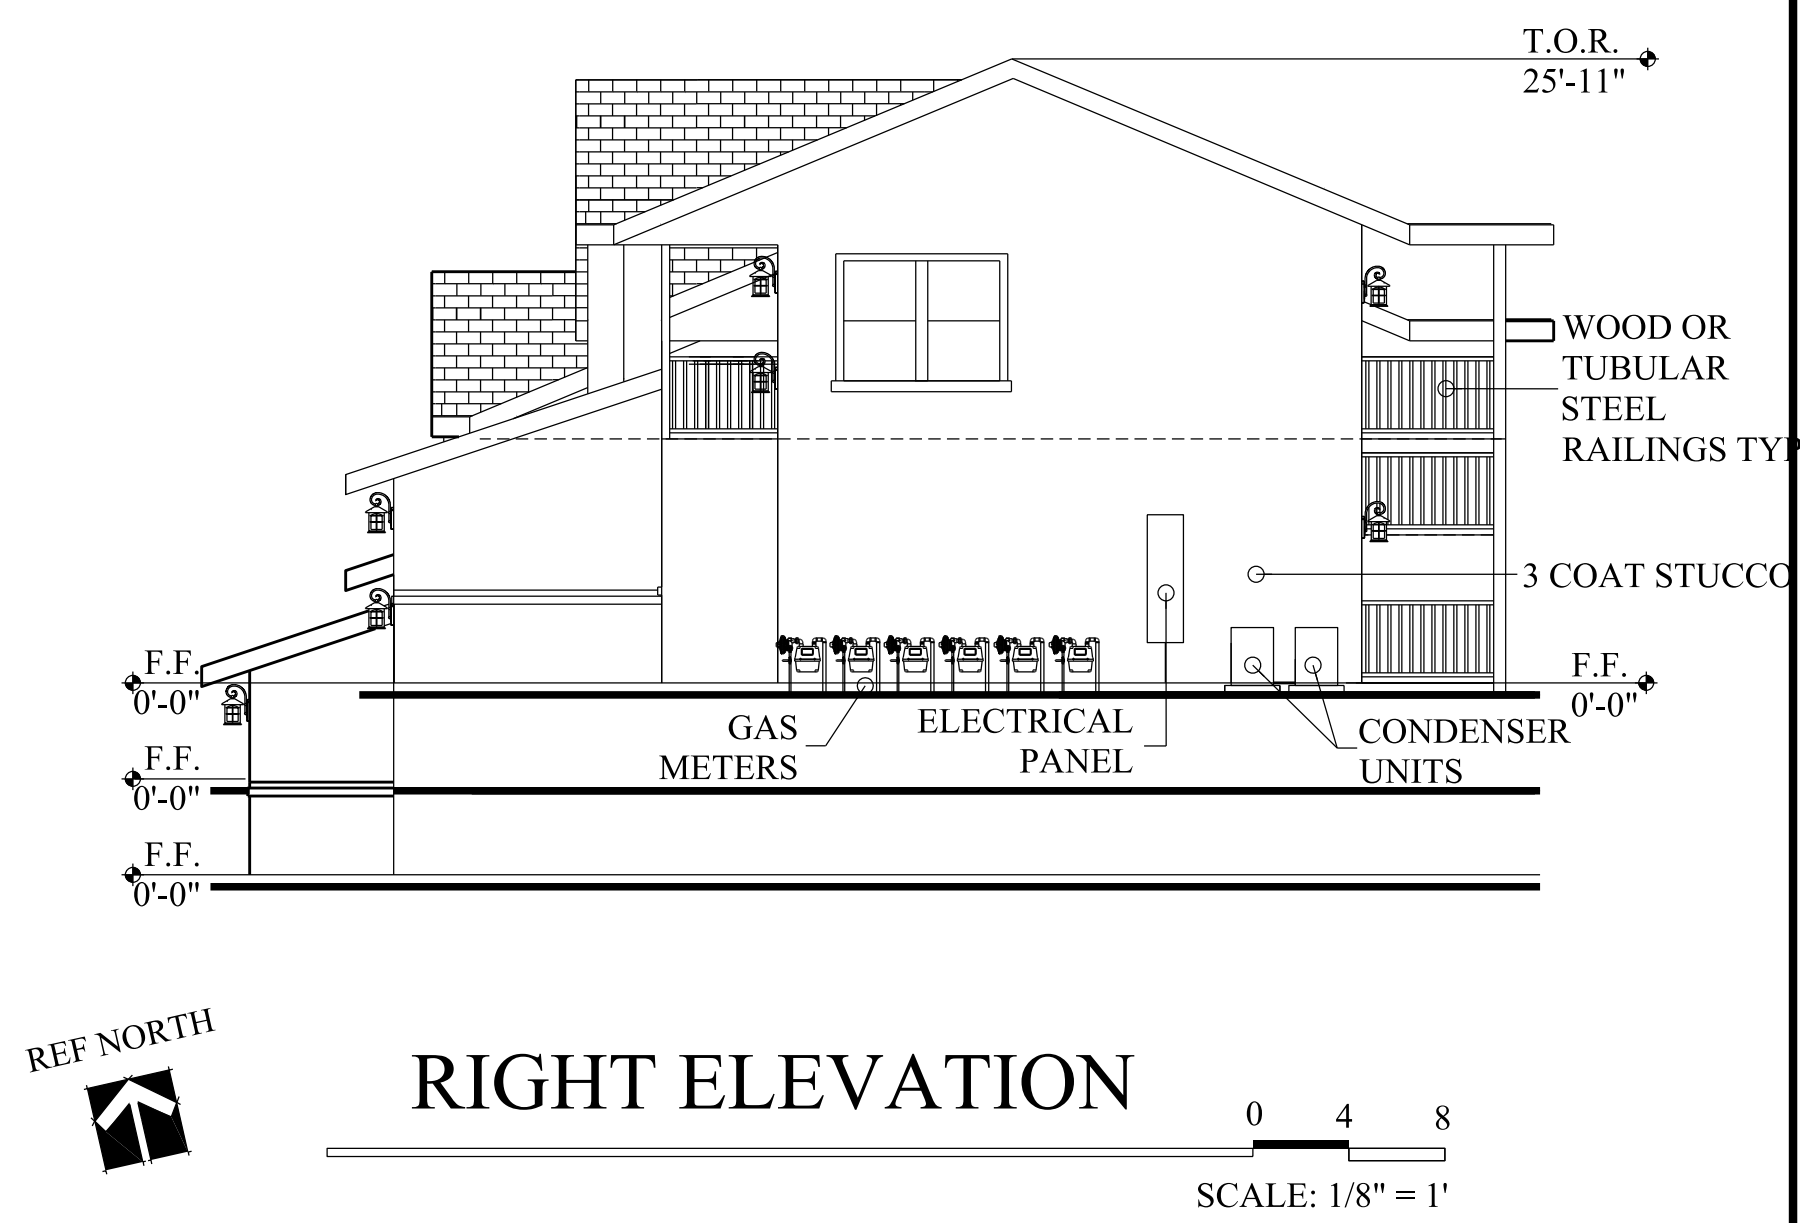 T.O.R.
25'-11"
WOOD OR
TUBULAR
STEEL
RAILINGS TYP
3 COAT STUCCO
F.F.
0'-0"
F.F.
0'-0"
GAS
METERS
ELECTRICAL
PANEL
CONDENSER
UNITS
F.F.
0'-0"
F.F.
0'-0"
REF NORTH
RIGHT ELEVATION
0 4 8
SCALE: 1/8" = 1'